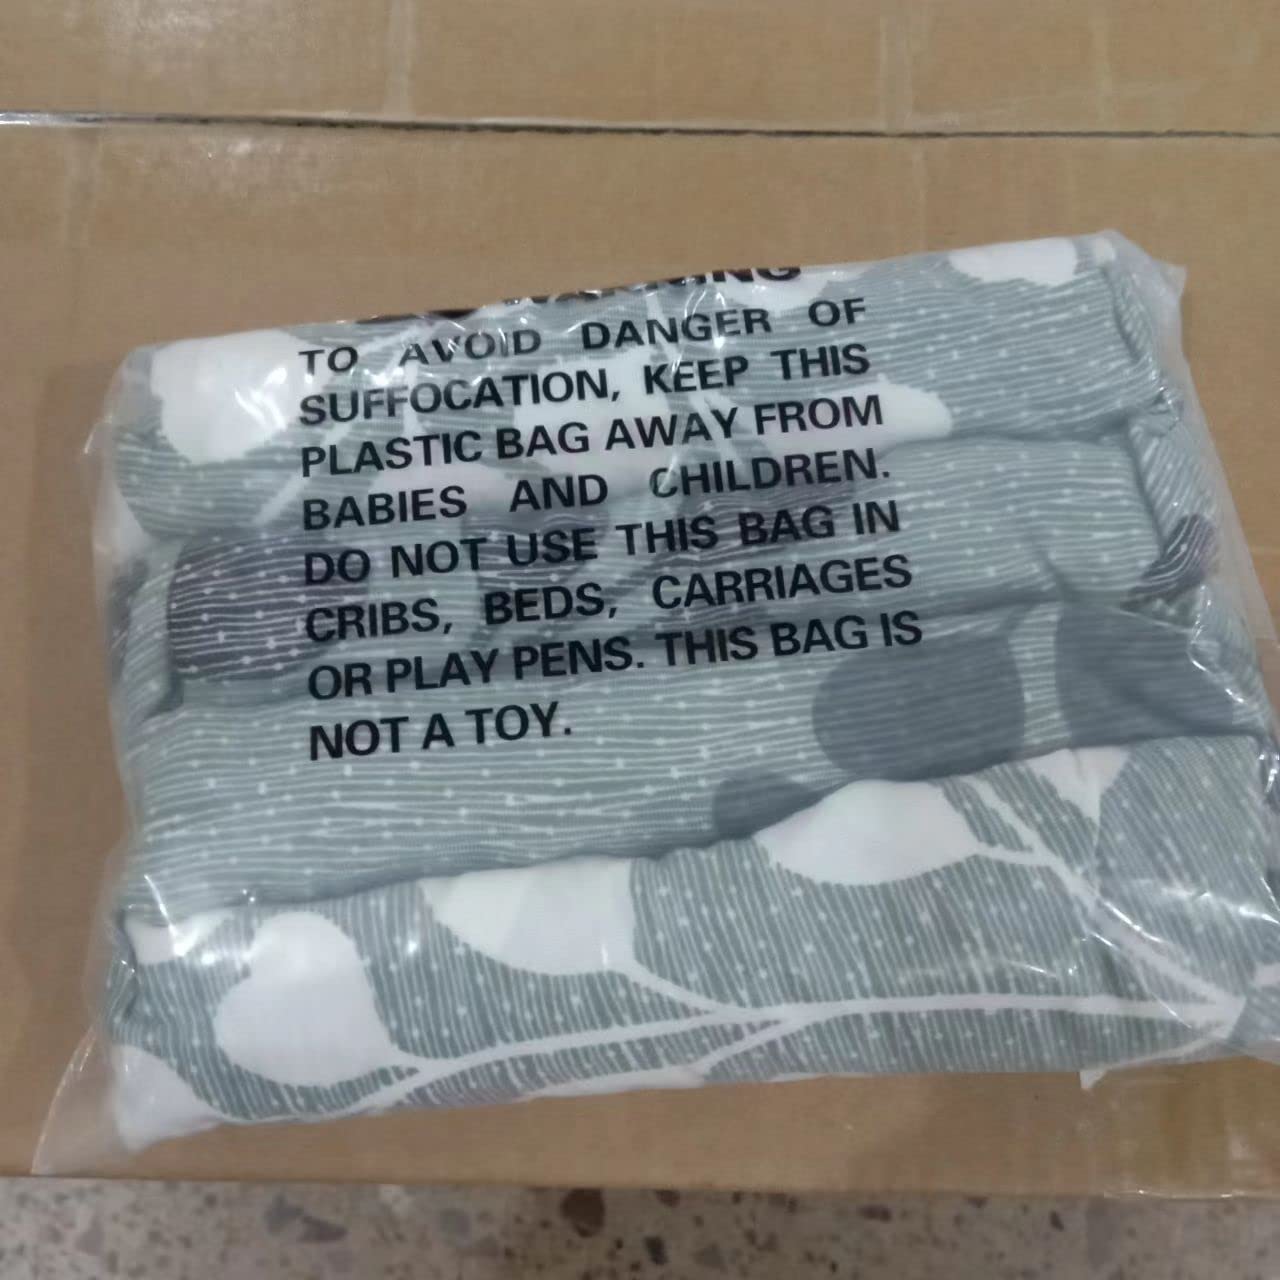 WARNING
TO AVOID DANGER OF
SUFFOCATION, KEEP THIS
PLASTIC BAG AWAY FROM
BABIES AND CHILDREN.
DO NOT USE THIS BAG IN
CRIBS, BEDS, CARRIAGES
OR PLAY PENS. THIS BAG IS
NOT A TOY.